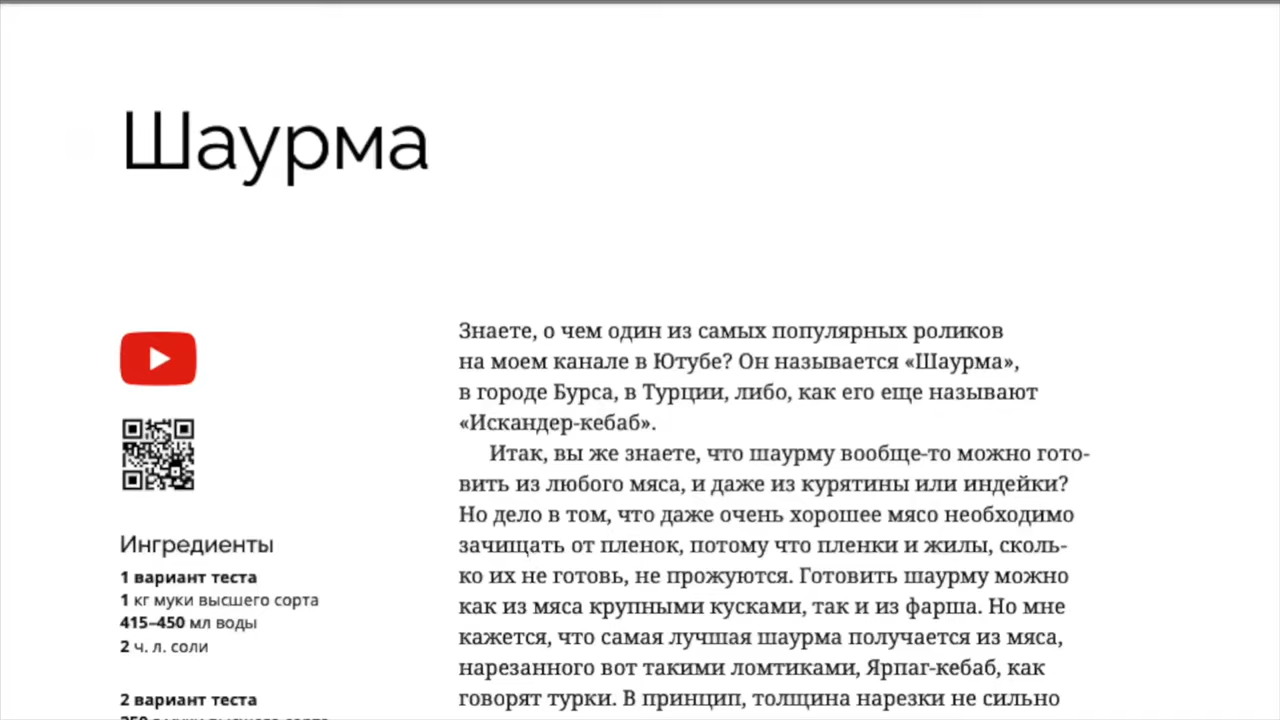 Шаурма
Ингредиенты
1 вариант теста
1 кг муки высшего сорта
415–450 мл воды
2 ч. л. соли
2 вариант теста
Знаете, о чем один из самых популярных роликов
на моем канале в Ютубе? Он называется «Шаурма»,
в городе Бурса, в Турции, либо, как его еще называют
«Искандер-кебаб».
Итак, вы же знаете, что шаурму вообще-то можно гото-
вить из любого мяса, и даже из курятины или индейки?
Но дело в том, что даже очень хорошее мясо необходимо
зачищать от пленок, потому что пленки и жилы, сколь-
ко их не готовь, не прожуются. Готовить шаурму можно
как из мяса крупными кусками, так и из фарша. Но мне
кажется, что самая лучшая шаурма получается из мяса,
нарезанного вот такими ломтиками, Ярпаг-кебаб, как
говорят турки. В принцип, толщина нарезки не сильно